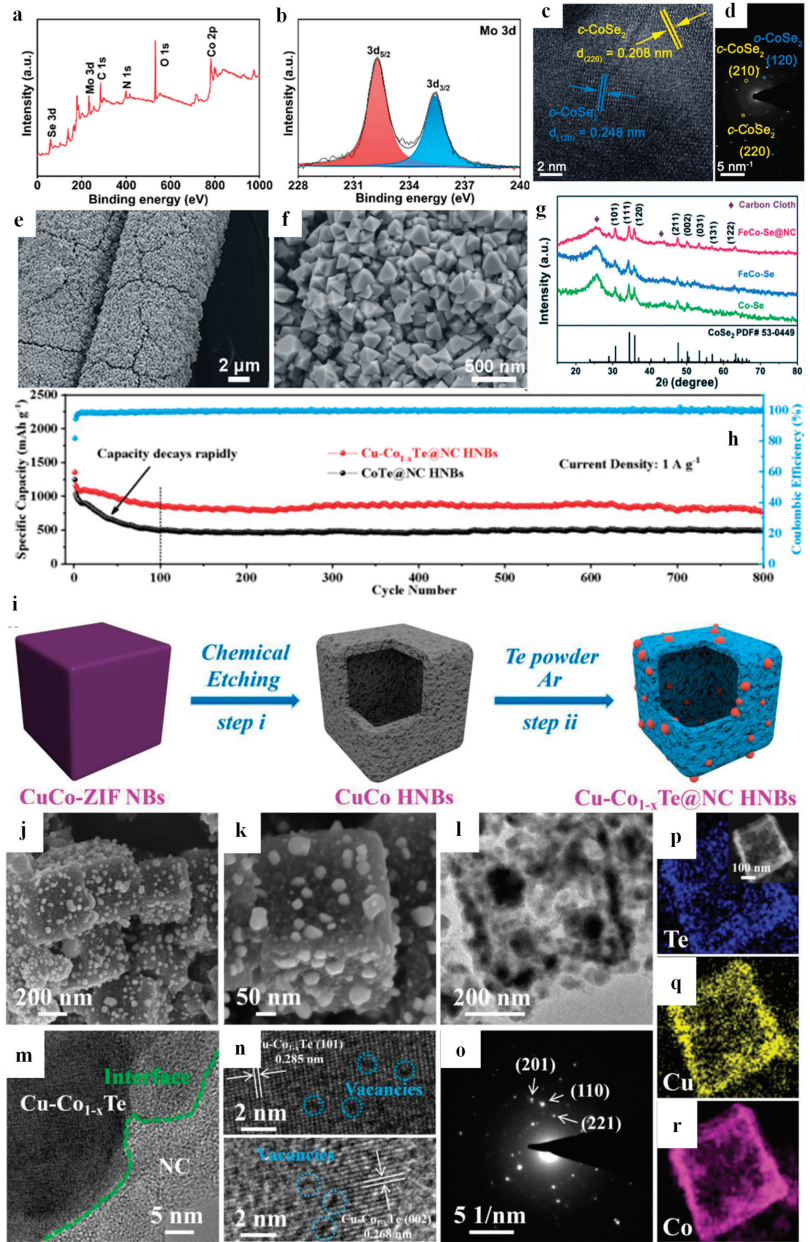 a
Intensity (a.u.)
Se 3d
Mo 3d
C 1s
N 1s
O 1s
Co 2p
0 200 400 600 800 1000
Binding energy (eV)
b
Mo 3d
Intensity (a.u.)
3d5/2
3d3/2
228 231 234 237 240
Binding energy (eV)
c
c-CoSe2
d(220) = 0.208 nm
o-CoSe2
d(120) = 0.248 nm
2 nm
d
c-CoSe2
(210)
o-CoSe2
(120)
c-CoSe2
(220)
5 nm-1
e
2 μm
f
500 nm
g
Carbon Cloth
FeCo-Se@NC
(101)
(111)
(120)
(211)
(002)
(031)
(131)
(122)
FeCo-Se
Co-Se
CoSe2 PDF# 53-0449
Intensity (a.u.)
20 30 40 50 60 70 80
2θ (degree)
h
Specific Capacity (mAh g-1)
2500
2000
1500
1000
500
0
Capacity decays rapidly
Cu-Co1-xTe@NC HNBs
CoTe@NC HNBs
Current Density: 1 A g-1
100
80
60
40
20
0
Coulombic Efficiency (%)
0 100 200 300 400 500 600 700 800
Cycle Number
i
Chemical
Etching
step i
Te powder
Ar
step ii
CuCo-ZIF NBs
CuCo HNBs
Cu-Co1-xTe@NC HNBs
j
200 nm
k
50 nm
l
200 nm
p
100 nm
Te
q
Cu
r
Co
m
Interface
Cu-Co1-xTe
NC
5 nm
n
Cu-Co1-xTe (101)
0.285 nm
Vacancies
2 nm
Vacancies
Cu-Co1-xTe (002)
0.268 nm
2 nm
o
(201)
(110)
(221)
5 1/nm